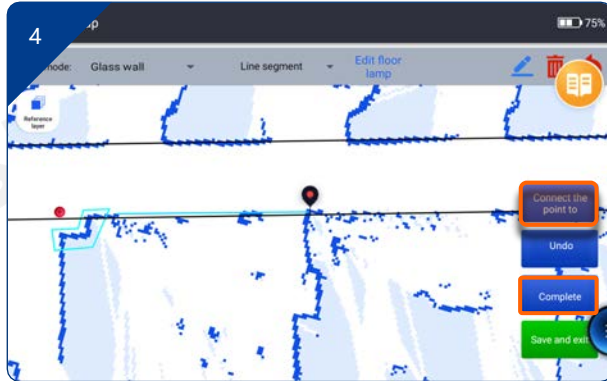 4
up
75%
mode:
Glass wall
Line segment
Edit floor
lamp
Reference
layer
Connect the
point to
Undo
Complete
Save and exit